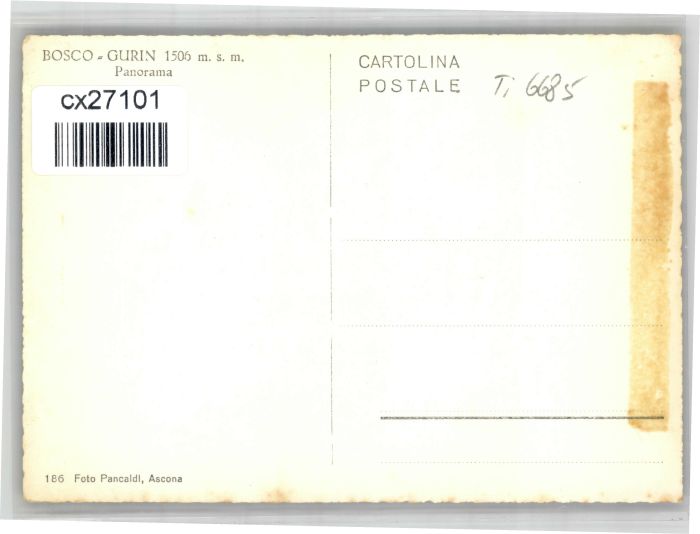 BOSCO - GURIN 1506 m. s. m.
Panorama
cx27101
CARTOLINA
POSTALE
Ti 6685
186 Foto Pancaldi, Ascona